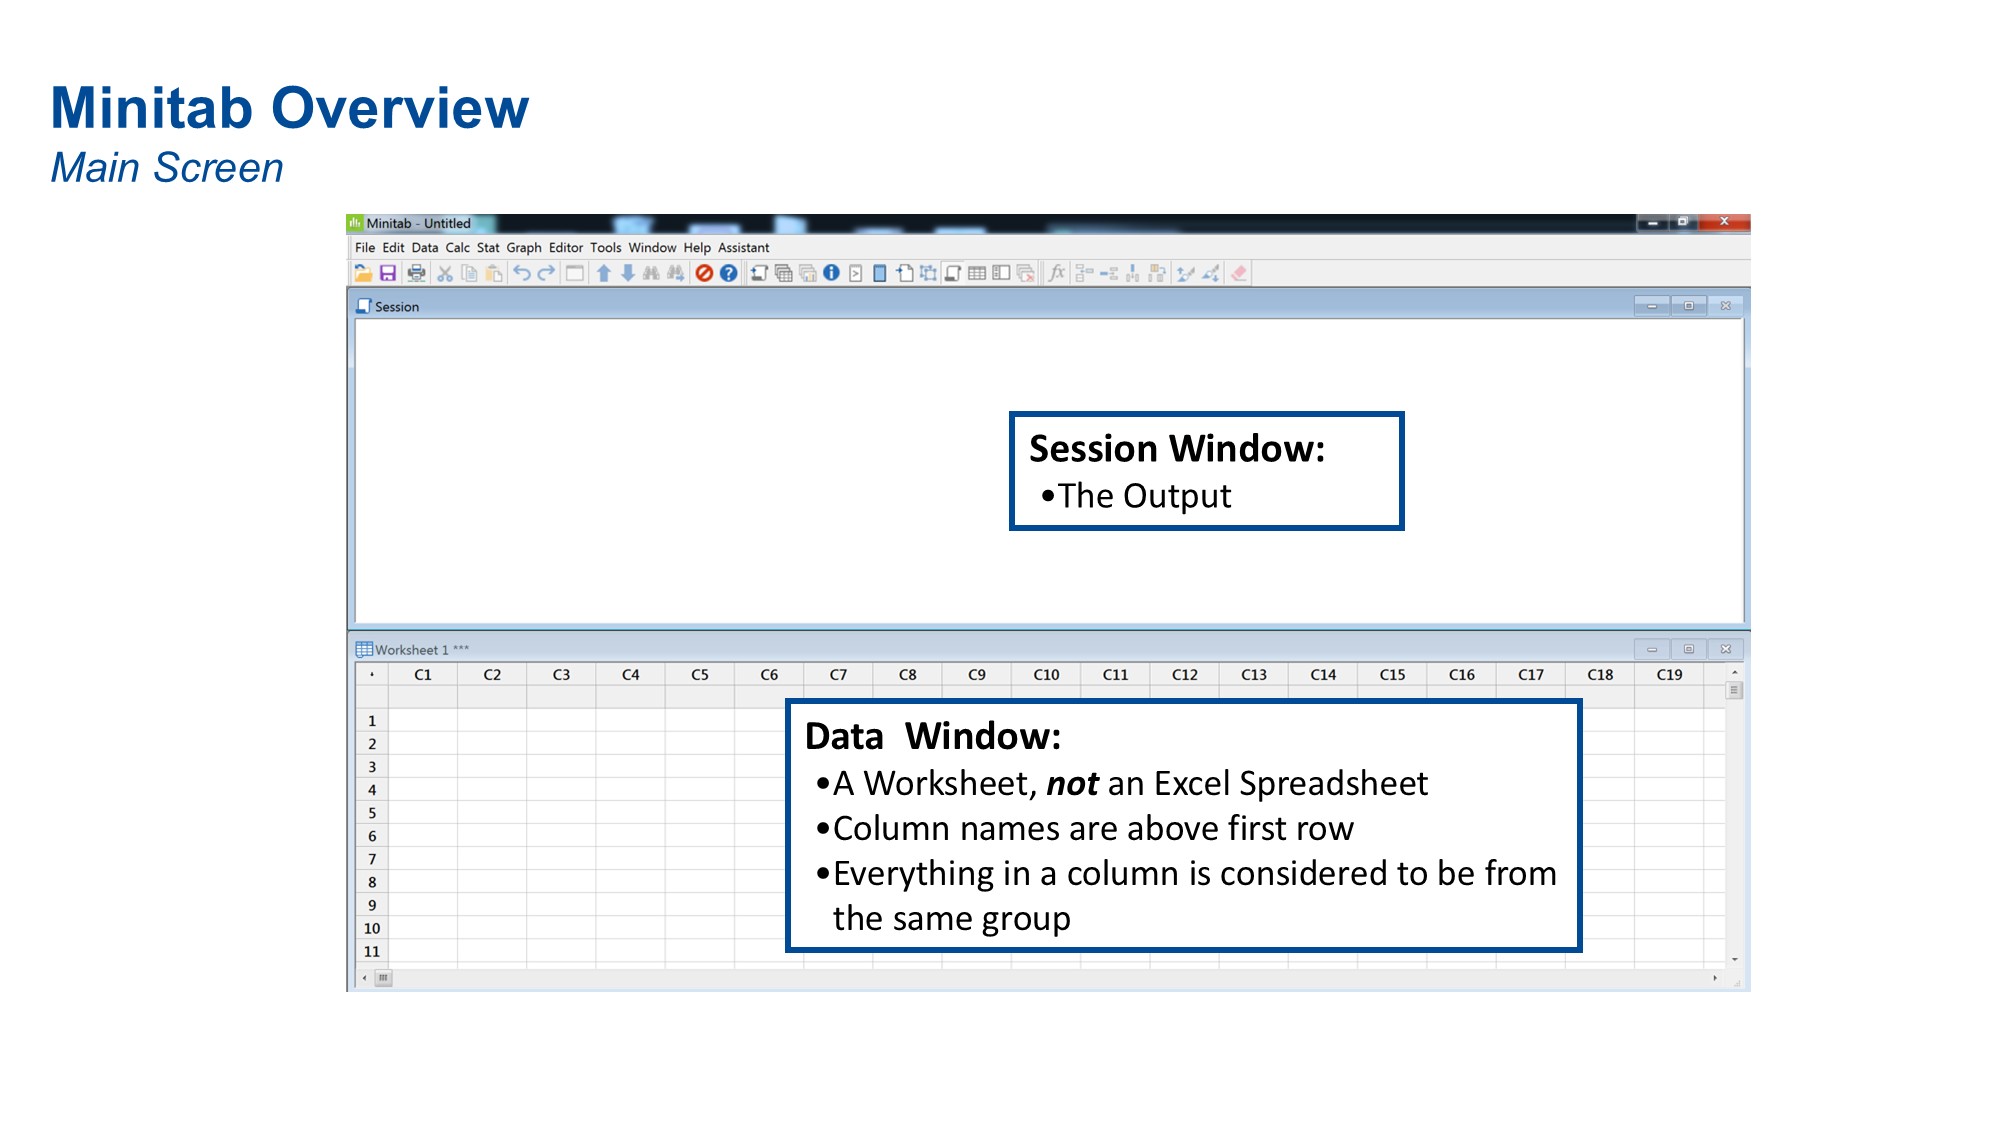 Minitab Overview
Main Screen
Minitab - Untitled
File Edit Data Calc Stat Graph Editor Tools Window Help Assistant
Session
Session Window:
•The Output
Worksheet 1 ***
C1 C2 C3 C4 C5 C6 C7 C8 C9 C10 C11 C12 C13 C14 C15 C16 C17 C18 C19
1
2
3
4
5
6
7
8
9
10
11
Data  Window:
•A Worksheet, not an Excel Spreadsheet
•Column names are above first row
•Everything in a column is considered to be from
the same group